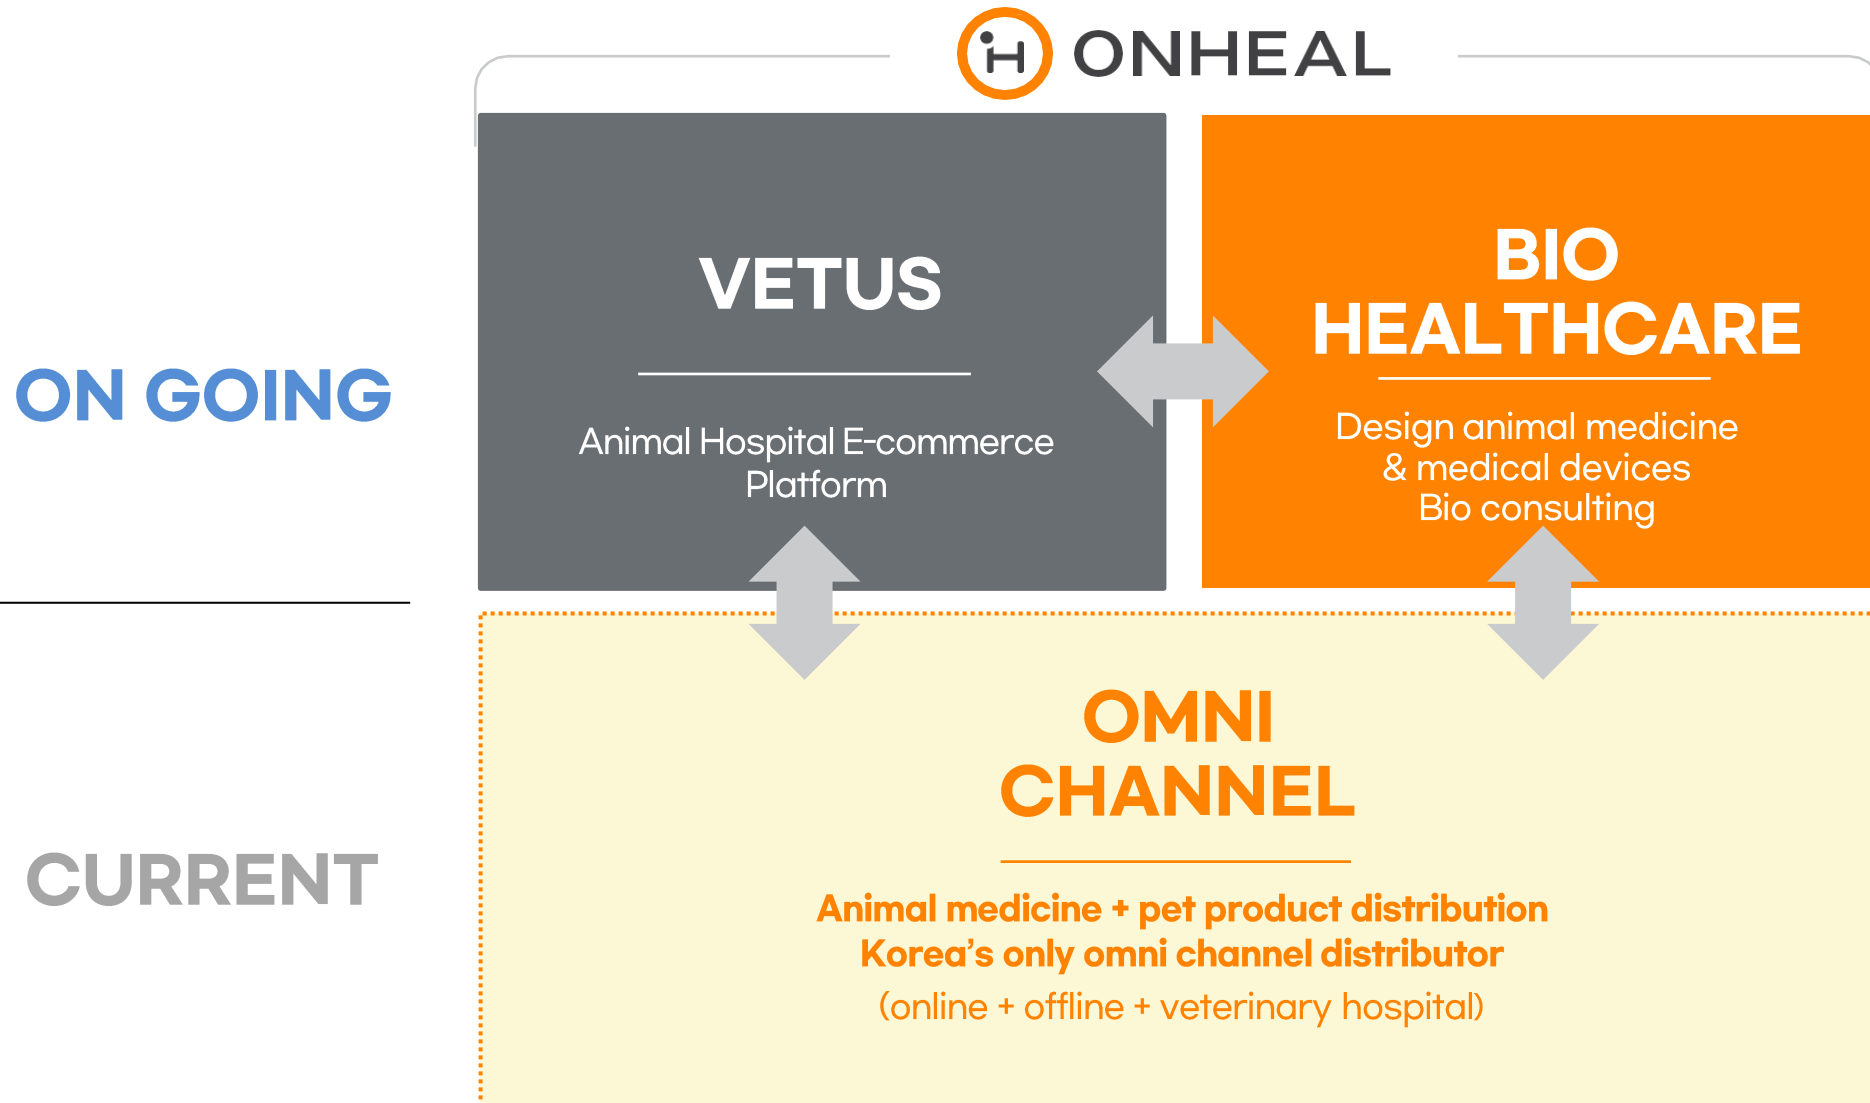 ONHEAL
VETUS
Animal Hospital E-commerce
Platform
BIO
HEALTHCARE
Design animal medicine
& medical devices
Bio consulting
ON GOING
OMNI
CHANNEL
Animal medicine + pet product distribution
Korea’s only omni channel distributor
(online + offline + veterinary hospital)
CURRENT